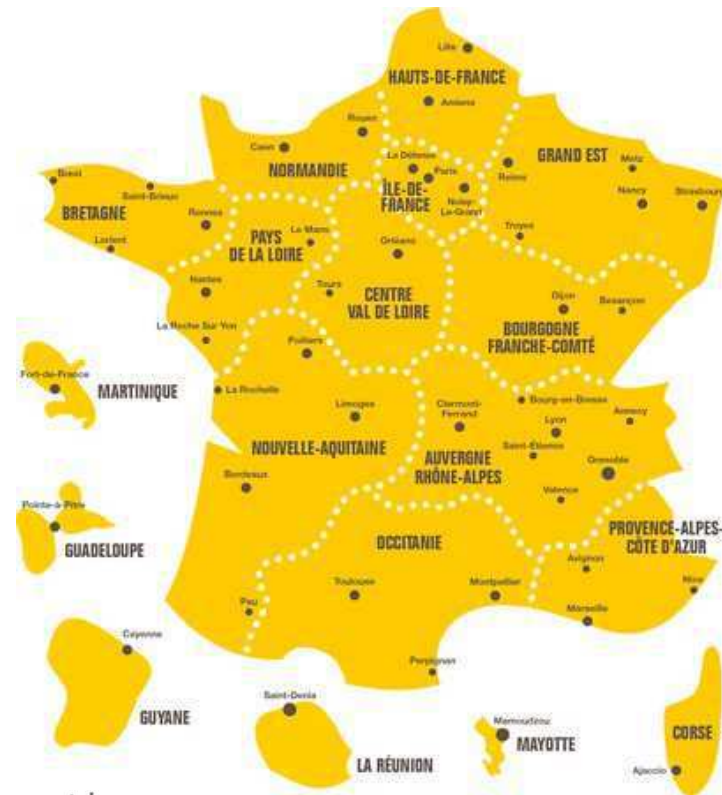 Lille
HAUTS-DE-FRANCE
Amiens
Rouen
Caen
NORMANDIE
La Défense
Paris
ÎLE-DE-
FRANCE
Noisy-
Le-Grand
GRAND EST
Reims
Metz
Nancy
Strasbourg
Troyes
Brest
Saint-Brieuc
BRETAGNE
Rennes
Lorient
PAYS
DE LA LOIRE
Le Mans
Nantes
La Roche Sur Yon
Orléans
Tours
CENTRE
VAL DE LOIRE
Dijon
Besançon
BOURGOGNE
FRANCHE-COMTÉ
Poitiers
La Rochelle
Limoges
NOUVELLE-AQUITAINE
Bordeaux
Pau
Clermont-
Ferrand
Bourg-en-Bresse
Lyon
Annecy
Saint-Étienne
Grenoble
AUVERGNE
RHÔNE-ALPES
Valence
OCCITANIE
Toulouse
Montpellier
Perpignan
PROVENCE-ALPES-
CÔTE D'AZUR
Avignon
Nice
Marseille
Fort-de-France
MARTINIQUE
Pointe-à-Pitre
GUADELOUPE
Cayenne
GUYANE
Saint-Denis
LA RÉUNION
Mamoudzou
MAYOTTE
CORSE
Ajaccio